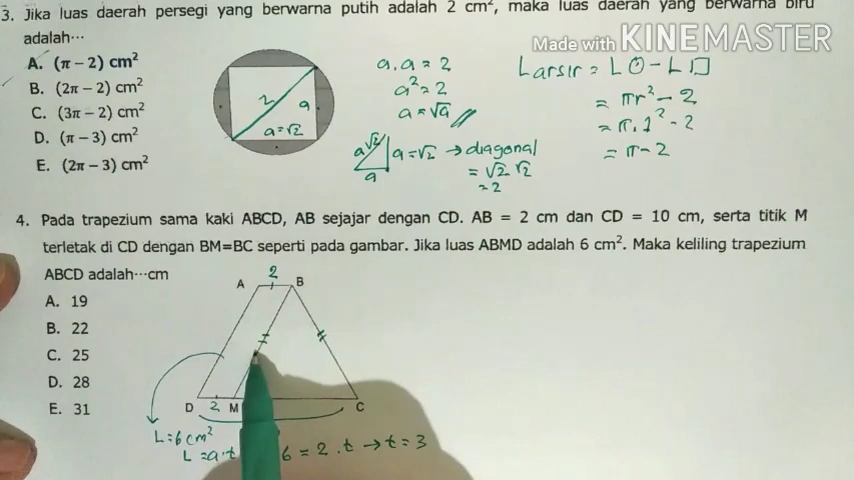 3. Jika luas daerah persegi yang berwarna putih adalah 2 cm², maka luas daerah yang berwarna biru
adalah...
A. (π – 2) cm²
B. (2π – 2) cm²
C. (3π – 2) cm²
D. (π – 3) cm²
E. (2π – 3) cm²
2
a
a = √2
a.a = 2
a² = 2
a = √a
a√2
a = √2 → diagonal
a
= √2 √2
= 2
Made with KINEMASTER
Larsir = L O - L □
= πr² - 2
= π.1² - 2
= π - 2
4. Pada trapezium sama kaki ABCD, AB sejajar dengan CD. AB = 2 cm dan CD = 10 cm, serta titik M
terletak di CD dengan BM=BC seperti pada gambar. Jika luas ABMD adalah 6 cm². Maka keliling trapezium
ABCD adalah...cm
A. 19
B. 22
C. 25
D. 28
E. 31
2
A B
D 2 M C
L = 6 cm²
L = a.t 6 = 2 . t → t = 3